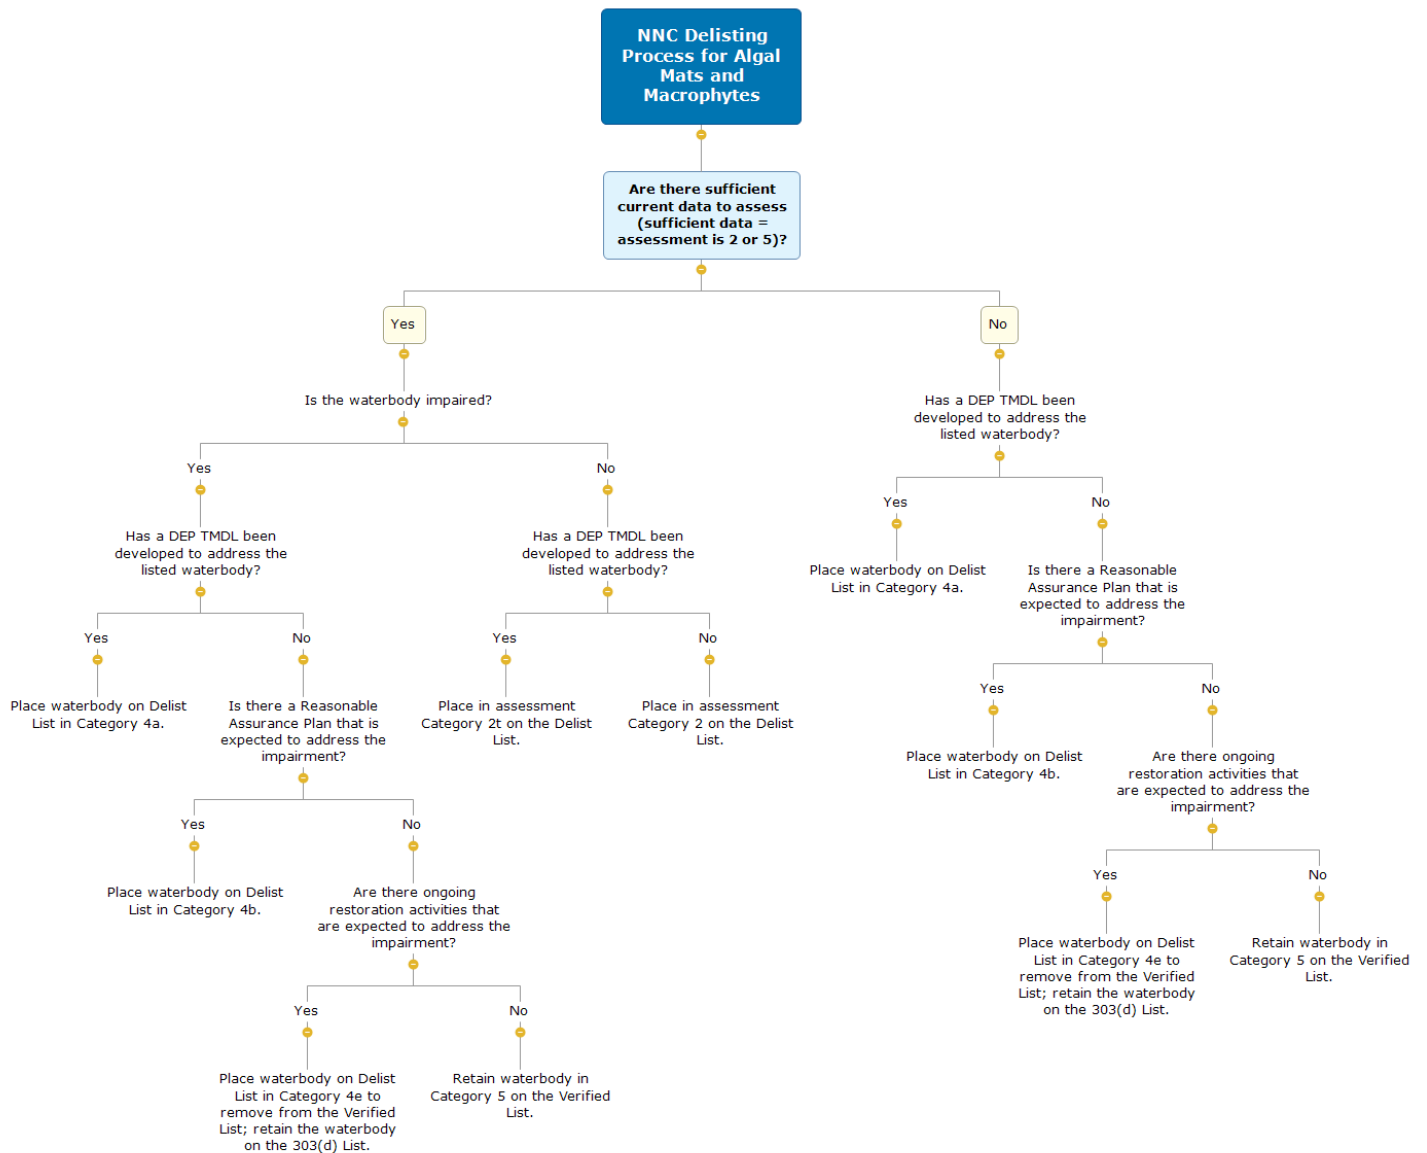 NNC Delisting
Process for Algal
Mats and
Macrophytes
Are there sufficient
current data to assess
(sufficient data =
assessment is 2 or 5)?
Yes
No
Is the waterbody impaired?
Has a DEP TMDL been
developed to address the
listed waterbody?
Yes
No
Yes
No
Has a DEP TMDL been
developed to address the
listed waterbody?
Has a DEP TMDL been
developed to address the
listed waterbody?
Place waterbody on Delist
List in Category 4a.
Is there a Reasonable
Assurance Plan that is
expected to address the
impairment?
Yes
No
Yes
No
Yes
No
Place waterbody on Delist
List in Category 4a.
Is there a Reasonable
Assurance Plan that is
expected to address the
impairment?
Place in assessment
Category 2t on the Delist
List.
Place in assessment
Category 2 on the Delist
List.
Place waterbody on Delist
List in Category 4b.
Are there ongoing
restoration activities that
are expected to address the
impairment?
Yes
No
Yes
No
Place waterbody on Delist
List in Category 4b.
Are there ongoing
restoration activities that
are expected to address the
impairment?
Place waterbody on Delist
List in Category 4e to
remove from the Verified
List; retain the waterbody
on the 303(d) List.
Retain waterbody in
Category 5 on the Verified
List.
Yes
No
Place waterbody on Delist
List in Category 4e to
remove from the Verified
List; retain the waterbody
on the 303(d) List.
Retain waterbody in
Category 5 on the Verified
List.